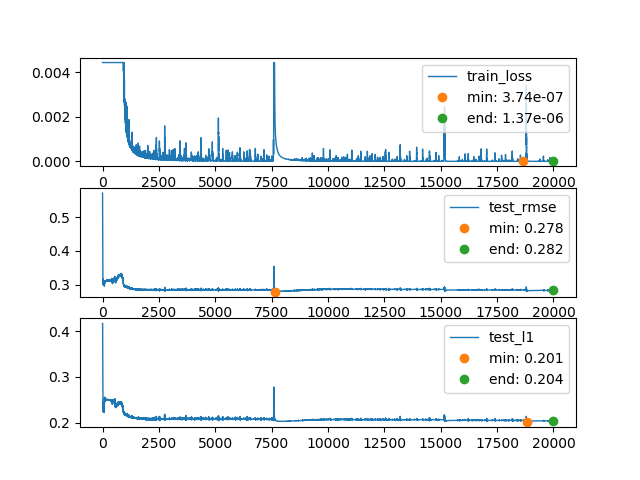 0.004
0.002
0.000
train_loss
min: 3.74e-07
end: 1.37e-06
0 2500 5000 7500 10000 12500 15000 17500 20000
0.5
0.4
0.3
test_rmse
min: 0.278
end: 0.282
0 2500 5000 7500 10000 12500 15000 17500 20000
0.4
0.3
0.2
test_l1
min: 0.201
end: 0.204
0 2500 5000 7500 10000 12500 15000 17500 20000